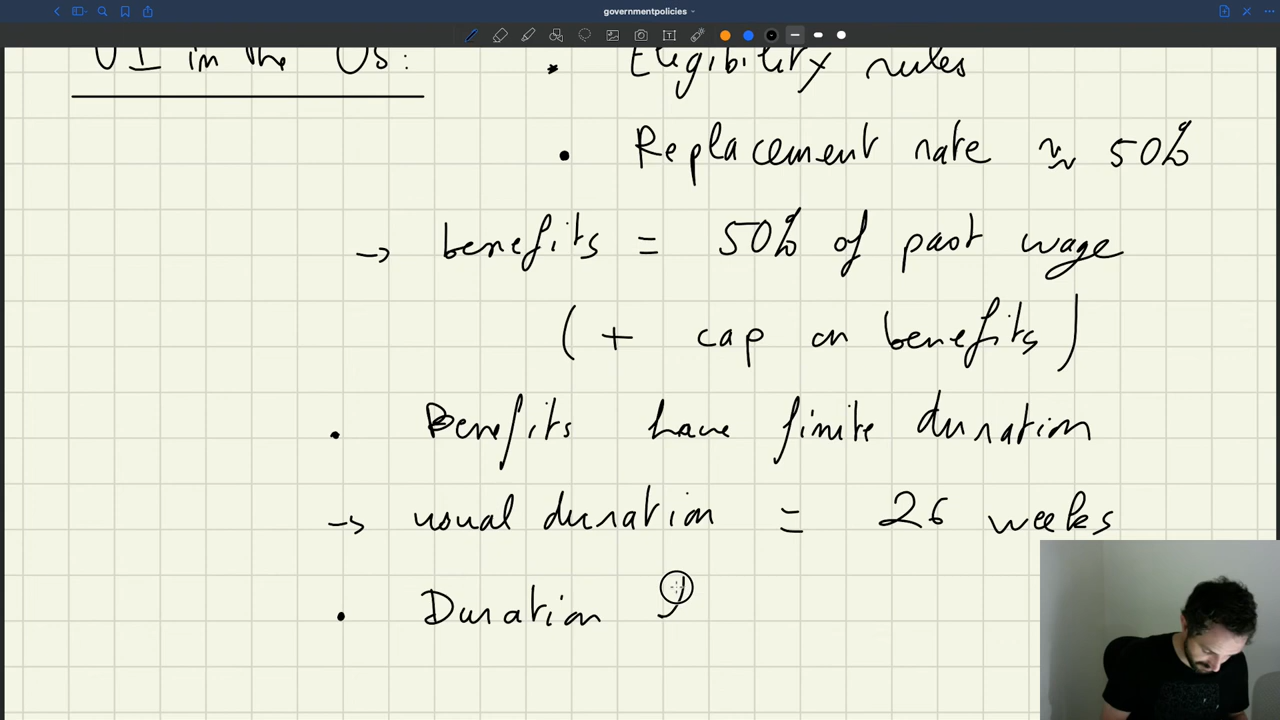 governmentpolicies
UI in the US: • Eligibility rules
• Replacement rate ≈ 50%
→ benefits = 50% of past wage
(+ cap on benefits)
• Benefits have finite duration
→ usual duration = 26 weeks
• Duration